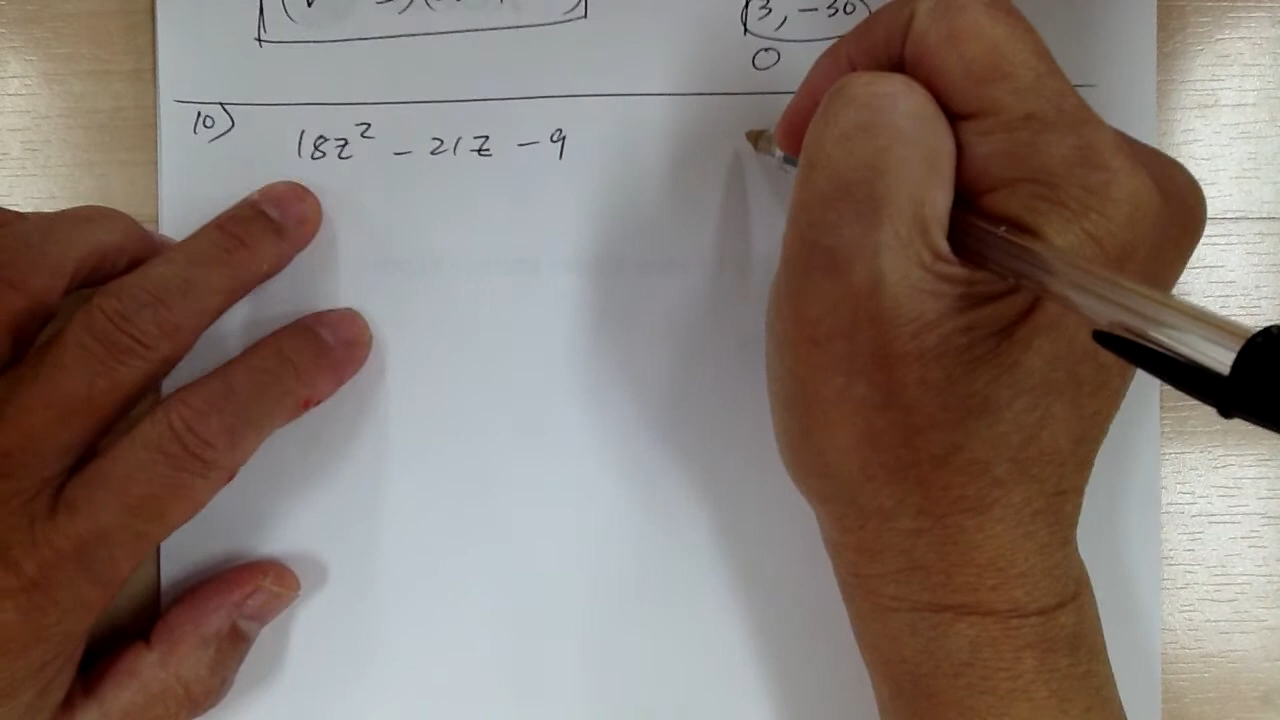 (3, -30)
0
10) 18z² - 21z - 9